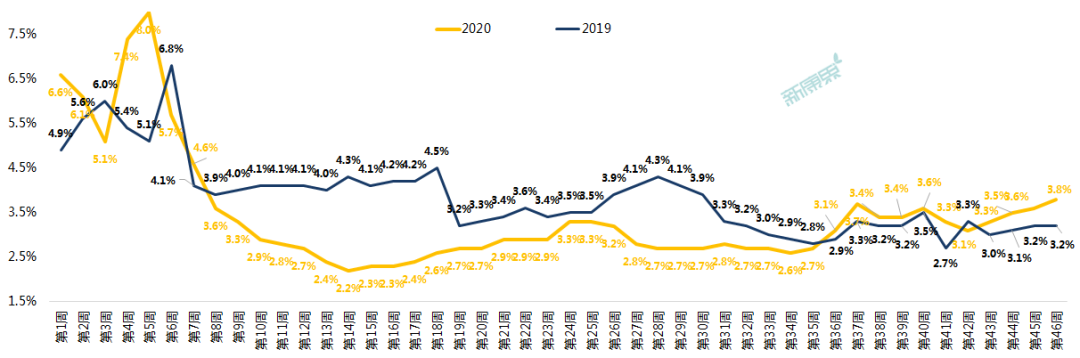 2020 2019
7.5%
6.5%
5.5%
4.5%
3.5%
2.5%
1.5%
6.6% 6.1% 5.1% 7.4% 8.0% 5.7% 4.6% 3.6% 3.3% 2.9% 2.8% 2.7% 2.4% 2.2% 2.3% 2.3% 2.4% 2.6% 2.7% 2.7% 2.9% 2.9% 2.9% 3.3% 3.3% 3.2% 2.8% 2.7% 2.7% 2.7% 2.8% 2.7% 2.7% 2.6% 2.7% 3.1% 3.7% 3.4% 3.4% 3.6% 3.3% 3.1% 3.3% 3.5% 3.6% 3.8%
4.9% 5.6% 6.0% 5.4% 5.1% 6.8% 4.1% 3.9% 4.0% 4.1% 4.1% 4.1% 4.0% 4.3% 4.1% 4.2% 4.2% 4.5% 3.2% 3.3% 3.4% 3.6% 3.4% 3.5% 3.5% 3.9% 4.1% 4.3% 4.1% 3.9% 3.3% 3.2% 3.0% 2.9% 2.8% 2.9% 3.3% 3.2% 3.2% 3.5% 2.7% 3.3% 3.0% 3.1% 3.2% 3.2%
第1周 第2周 第3周 第4周 第5周 第6周 第7周 第8周 第9周 第10周 第11周 第12周 第13周 第14周 第15周 第16周 第17周 第18周 第19周 第20周 第21周 第22周 第23周 第24周 第25周 第26周 第27周 第28周 第29周 第30周 第31周 第32周 第33周 第34周 第35周 第36周 第37周 第38周 第39周 第40周 第41周 第42周 第43周 第44周 第45周 第46周